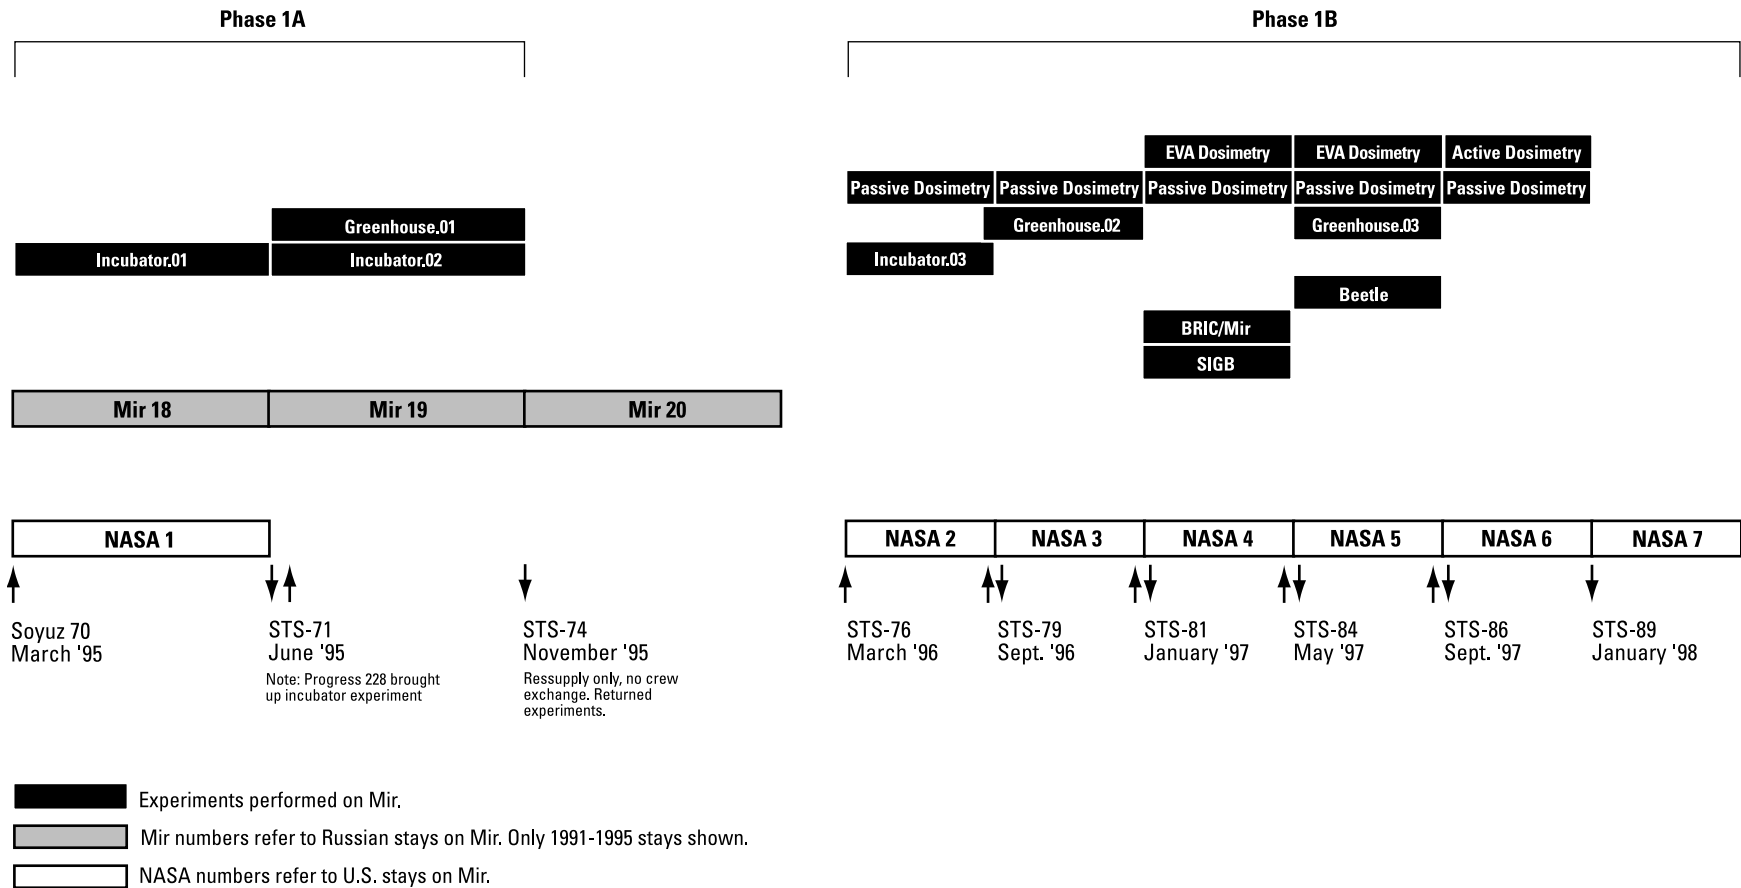 Phase 1A
Phase 1B
EVA Dosimetry
EVA Dosimetry
Active Dosimetry
Passive Dosimetry
Passive Dosimetry
Passive Dosimetry
Passive Dosimetry
Passive Dosimetry
Greenhouse.01
Greenhouse.02
Greenhouse.03
Incubator.01
Incubator.02
Incubator.03
Beetle
BRIC/Mir
SIGB
Mir 18
Mir 19
Mir 20
NASA 1
NASA 2
NASA 3
NASA 4
NASA 5
NASA 6
NASA 7
Soyuz 70
March '95
STS-71
June '95
Note: Progress 228 brought
up incubator experiment
STS-74
November '95
Ressupply only, no crew
exchange. Returned
experiments.
STS-76
March '96
STS-79
Sept. '96
STS-81
January '97
STS-84
May '97
STS-86
Sept. '97
STS-89
January '98
Experiments performed on Mir.
Mir numbers refer to Russian stays on Mir. Only 1991-1995 stays shown.
NASA numbers refer to U.S. stays on Mir.